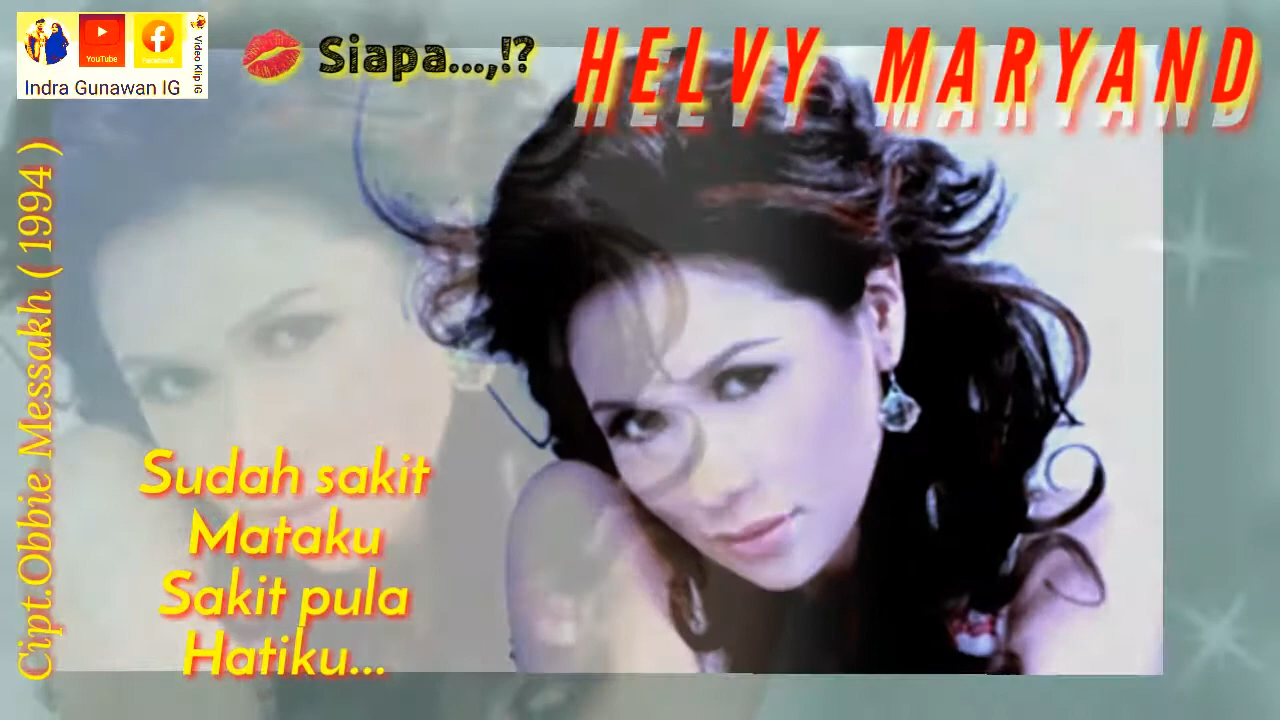 YouTube
Facebook
Indra Gunawan IG
Video klip IG
Siapa...,!?
HELVY MARYAND
Cipt.Obbie Messakh ( 1994 )
Sudah sakit
Mataku
Sakit pula
Hatiku...